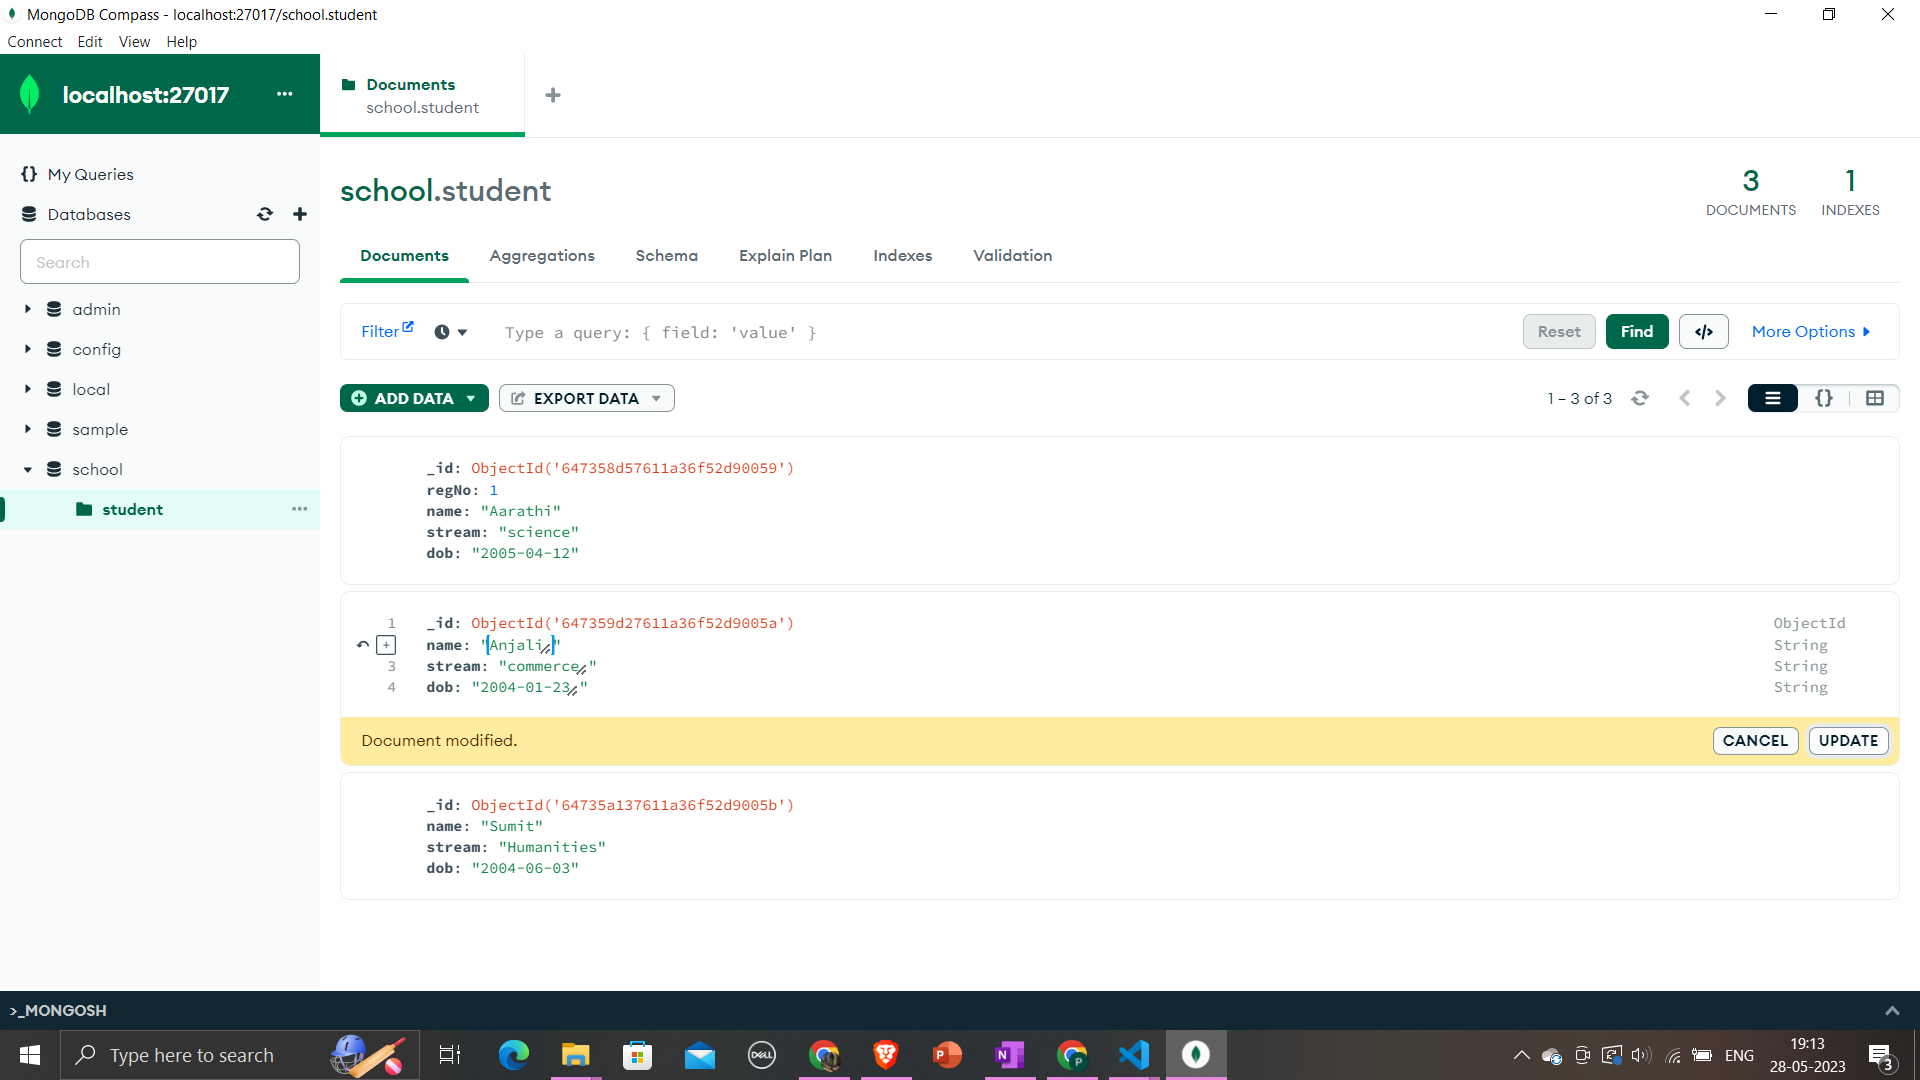 MongoDB Compass - localhost:27017/school.student
Connect Edit View Help
localhost:27017 ...
Documents
school.student
{} My Queries
Databases
Search
admin
config
local
sample
school
student ...
school.student
3 DOCUMENTS
1 INDEXES
Documents Aggregations Schema Explain Plan Indexes Validation
Filter Type a query: { field: 'value' } Reset Find </> More Options
ADD DATA EXPORT DATA 1 – 3 of 3 {}
_id: ObjectId('647358d57611a36f52d90059')
regNo: 1
name: "Aarathi"
stream: "science"
dob: "2005-04-12"
1 _id: ObjectId('647359d27611a36f52d9005a') ObjectId
+ name: "Anjali" String
3 stream: "commerce" String
4 dob: "2004-01-23" String
Document modified. CANCEL UPDATE
_id: ObjectId('64735a137611a36f52d9005b')
name: "Sumit"
stream: "Humanities"
dob: "2004-06-03"
>_MONGOSH
Type here to search
DELL
P
N
P
ENG
19:13
28-05-2023
3